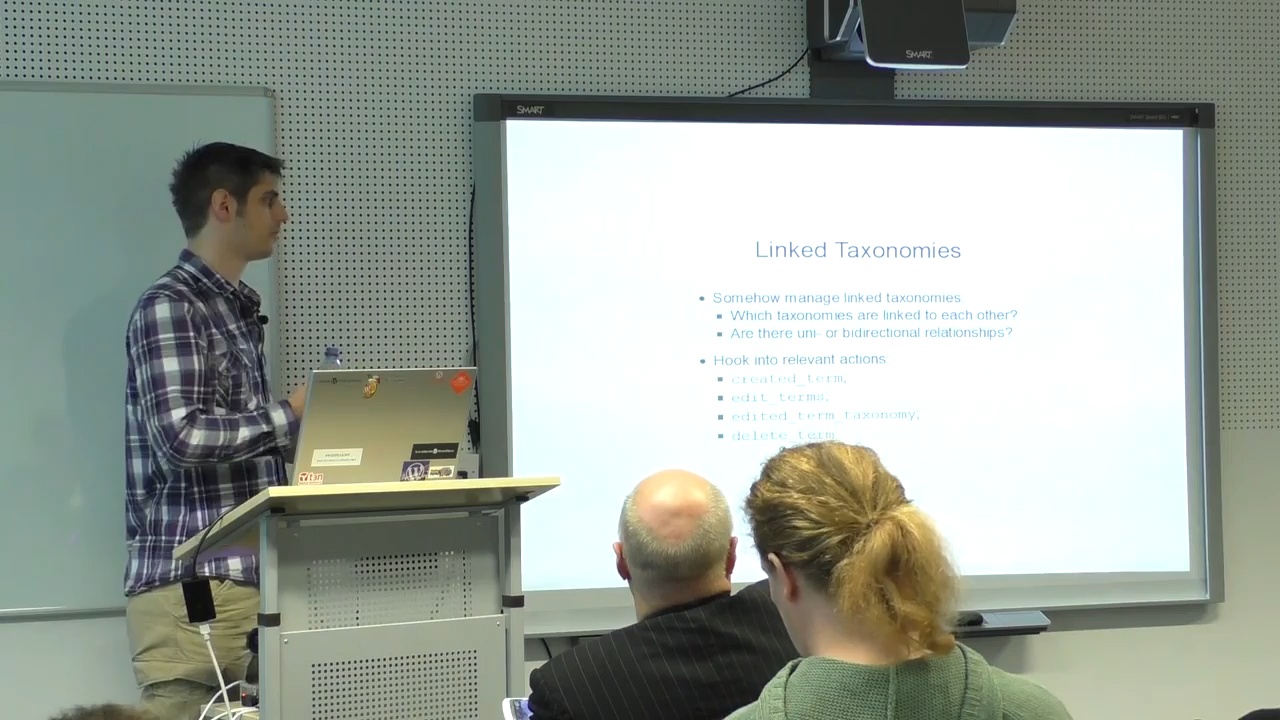 SMART
SMART
Linked Taxonomies
Somehow manage linked taxonomies
Which taxonomies are linked to each other?
Are there uni- or bidirectional relationships?
Hook into relevant actions
created_term,
edit_terms,
edited_term_taxonomy,
delete_term